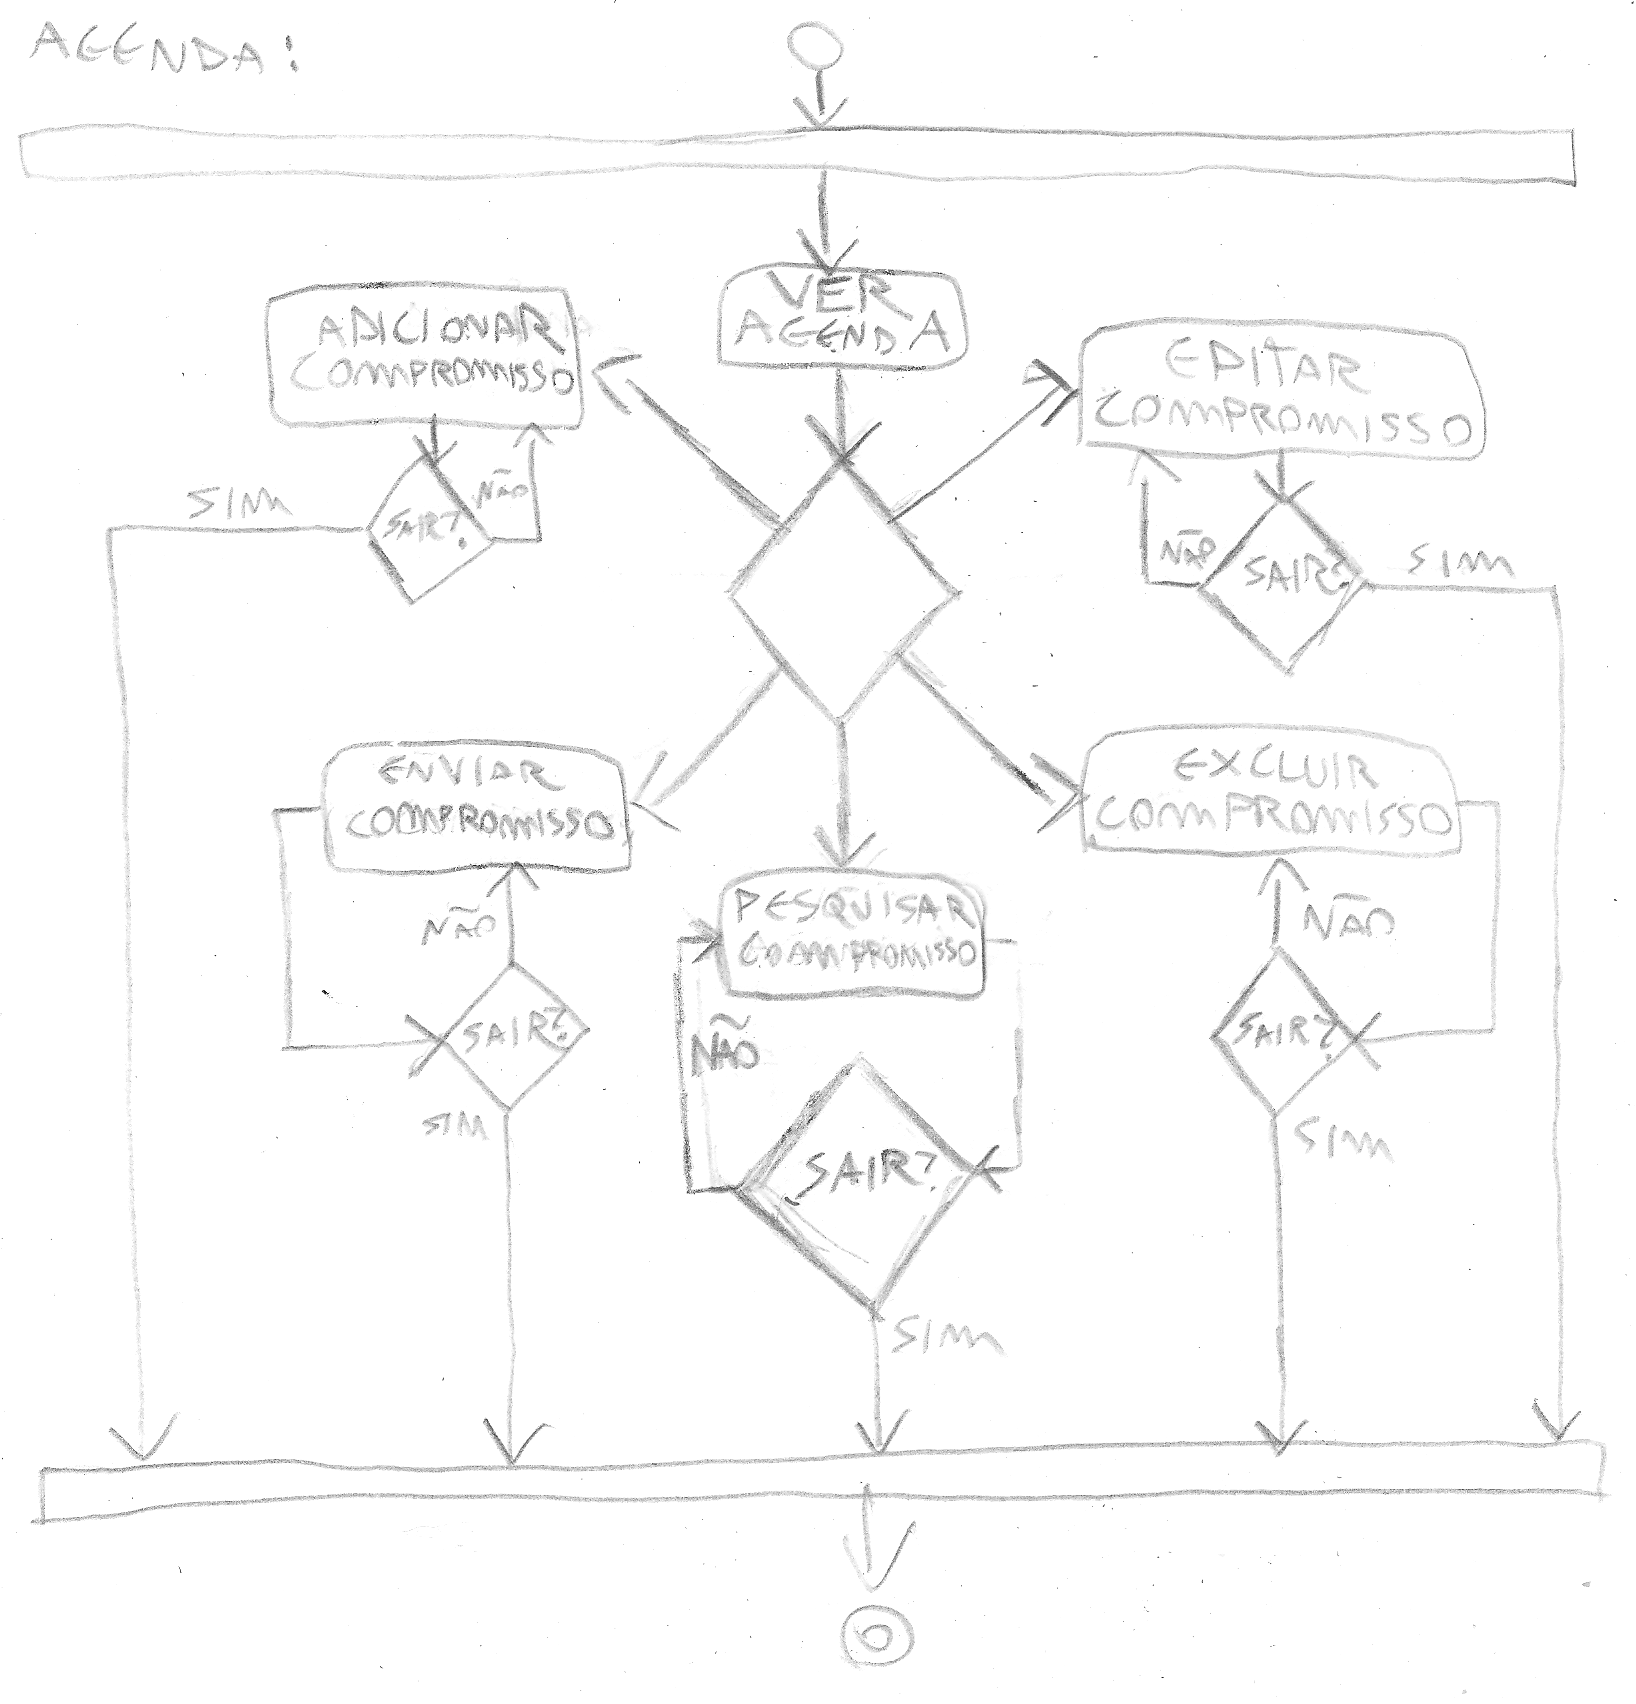 AGENDA:
VER
AGENDA
ADICIONAR
COMPROMISSO
EDITAR
COMPROMISSO
SIM
SAIR?
NÃO
NÃO
SAIR?
SIM
ENVIAR
COMPROMISSO
EXCLUIR
COMPROMISSO
PESQUISAR
COMPROMISSO
NÃO
NÃO
NÃO
SAIR?
SAIR?
SAIR?
SIM
SIM
SIM